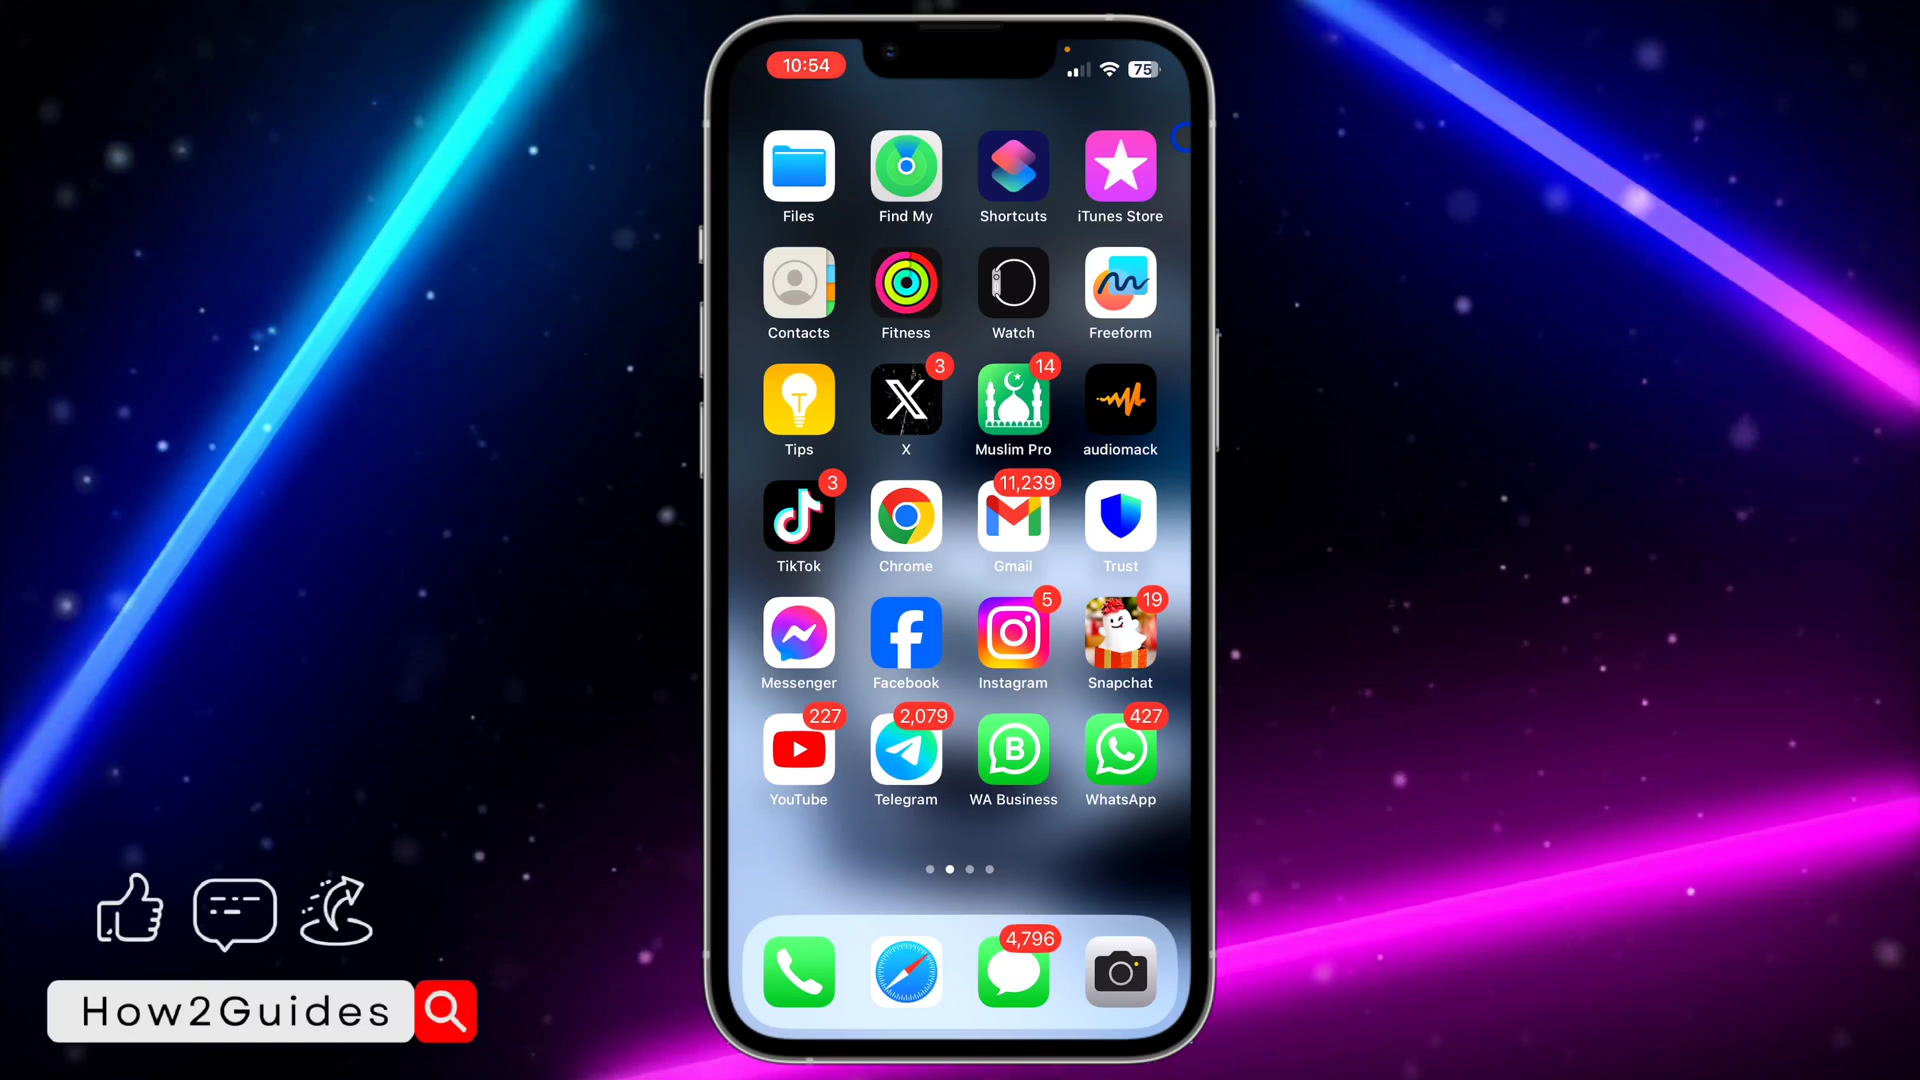 10:54
75
Files Find My Shortcuts iTunes Store
Contacts Fitness Watch Freeform
3 14
Tips X Muslim Pro audiomack
3 11,239
TikTok Chrome Gmail Trust
5 19
Messenger Facebook Instagram Snapchat
227 2,079 B 427
YouTube Telegram WA Business WhatsApp
4,796
How2Guides